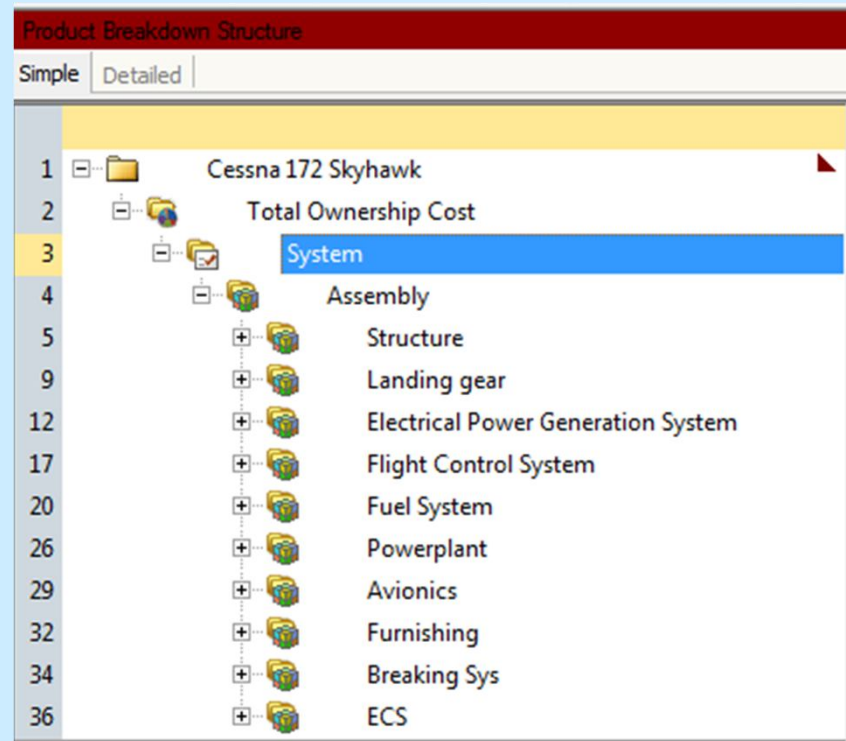 Product Breakdown Structure
Simple Detailed
1 Cessna 172 Skyhawk
2 Total Ownership Cost
3 System
4 Assembly
5 Structure
9 Landing gear
12 Electrical Power Generation System
17 Flight Control System
20 Fuel System
26 Powerplant
29 Avionics
32 Furnishing
34 Breaking Sys
36 ECS